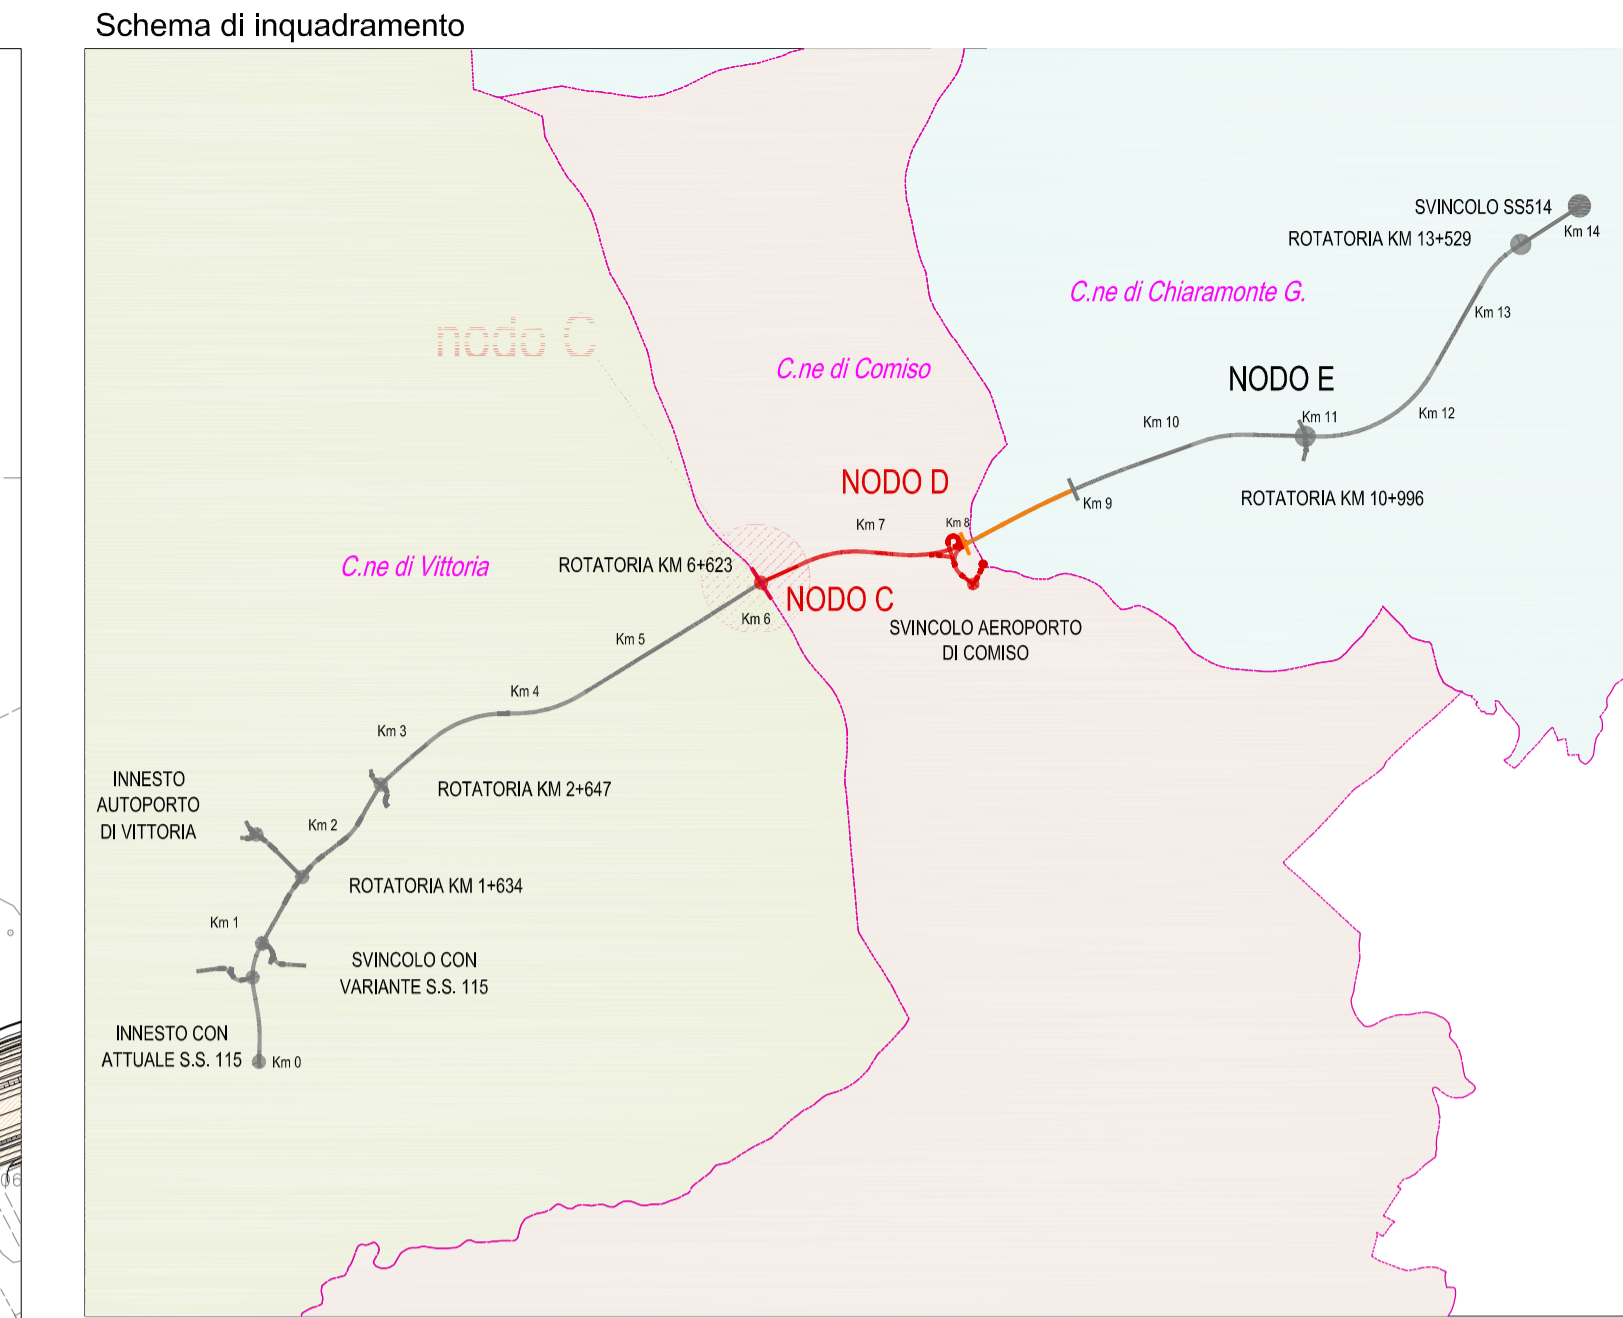 Schema di inquadramento
SVINCOLO SS514
Km 14
ROTATORIA KM 13+529
C.ne di Chiaramonte G.
Km 13
nodo C
C.ne di Comiso
NODO E
Km 12
Km 11
Km 10
NODO D
ROTATORIA KM 10+996
Km 9
Km 8
Km 7
C.ne di Vittoria
ROTATORIA KM 6+623
NODO C
Km 6
SVINCOLO AEROPORTO
DI COMISO
Km 5
Km 4
Km 3
INNESTO
AUTOPORTO
DI VITTORIA
ROTATORIA KM 2+647
Km 2
ROTATORIA KM 1+634
Km 1
SVINCOLO CON
VARIANTE S.S. 115
INNESTO CON
ATTUALE S.S. 115
Km 0